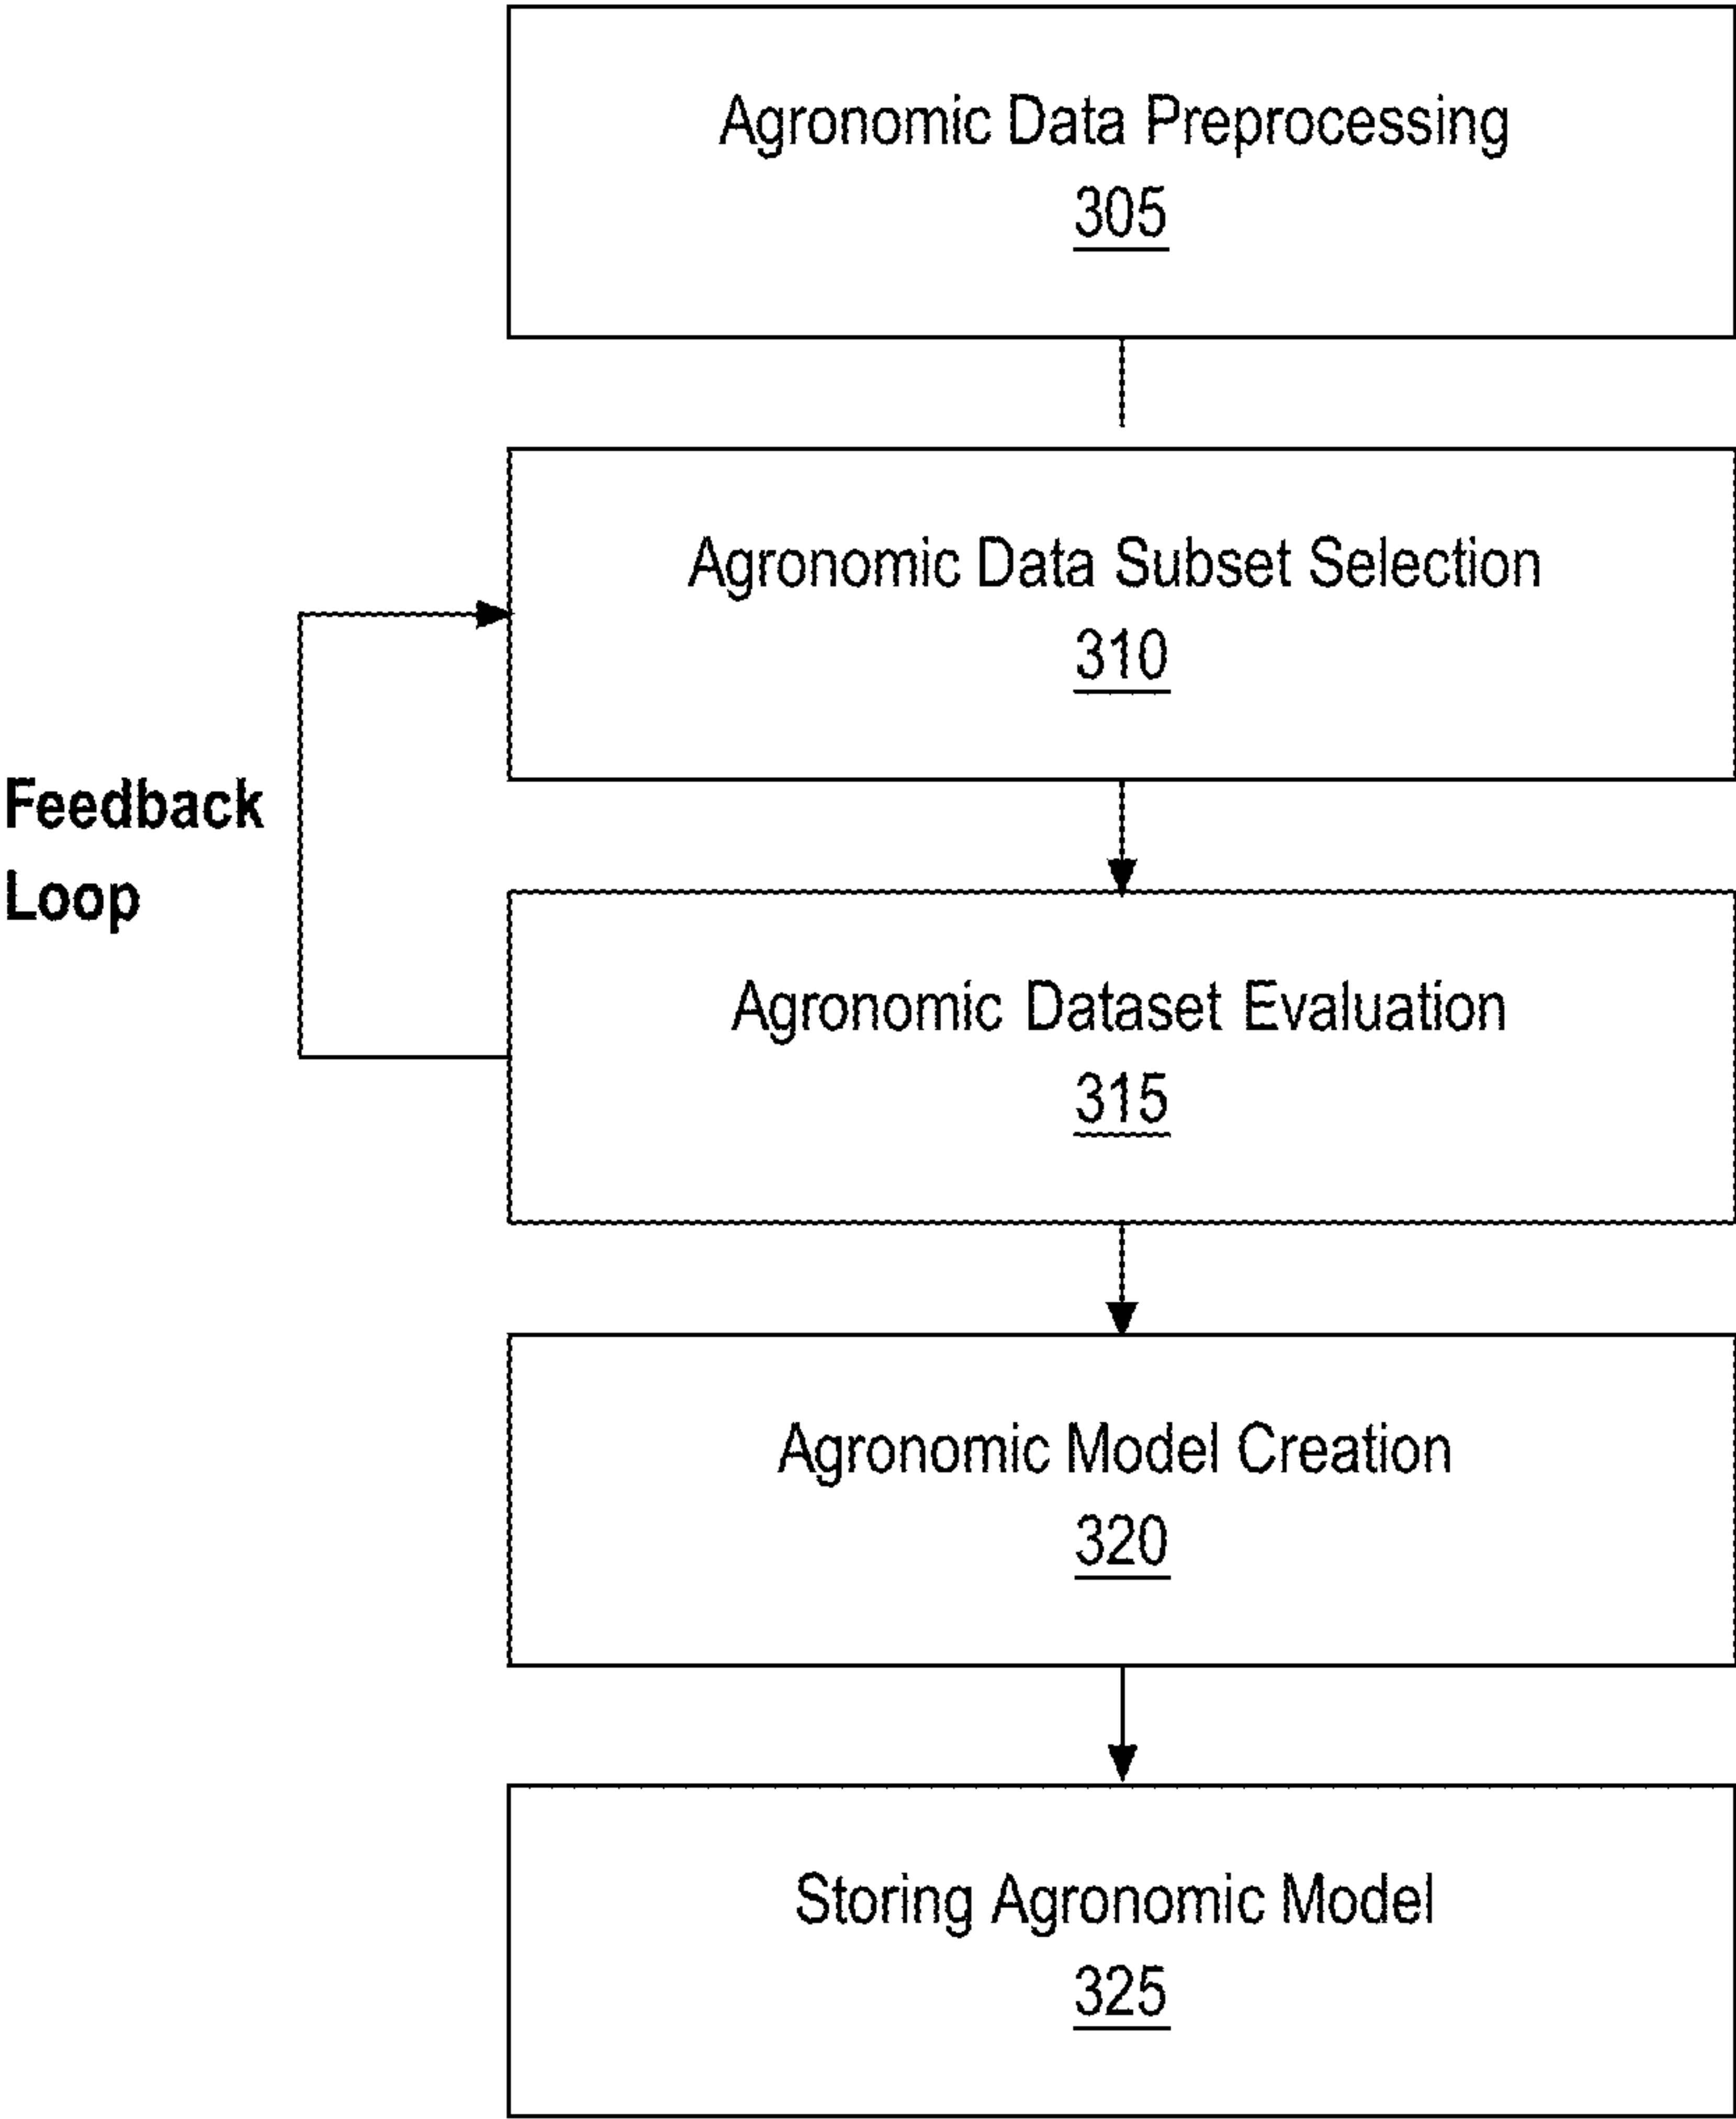 Agronomic Data Preprocessing
305
Agronomic Data Subset Selection
310
Feedback
Loop
Agronomic Dataset Evaluation
315
Agronomic Model Creation
320
Storing Agronomic Model
325